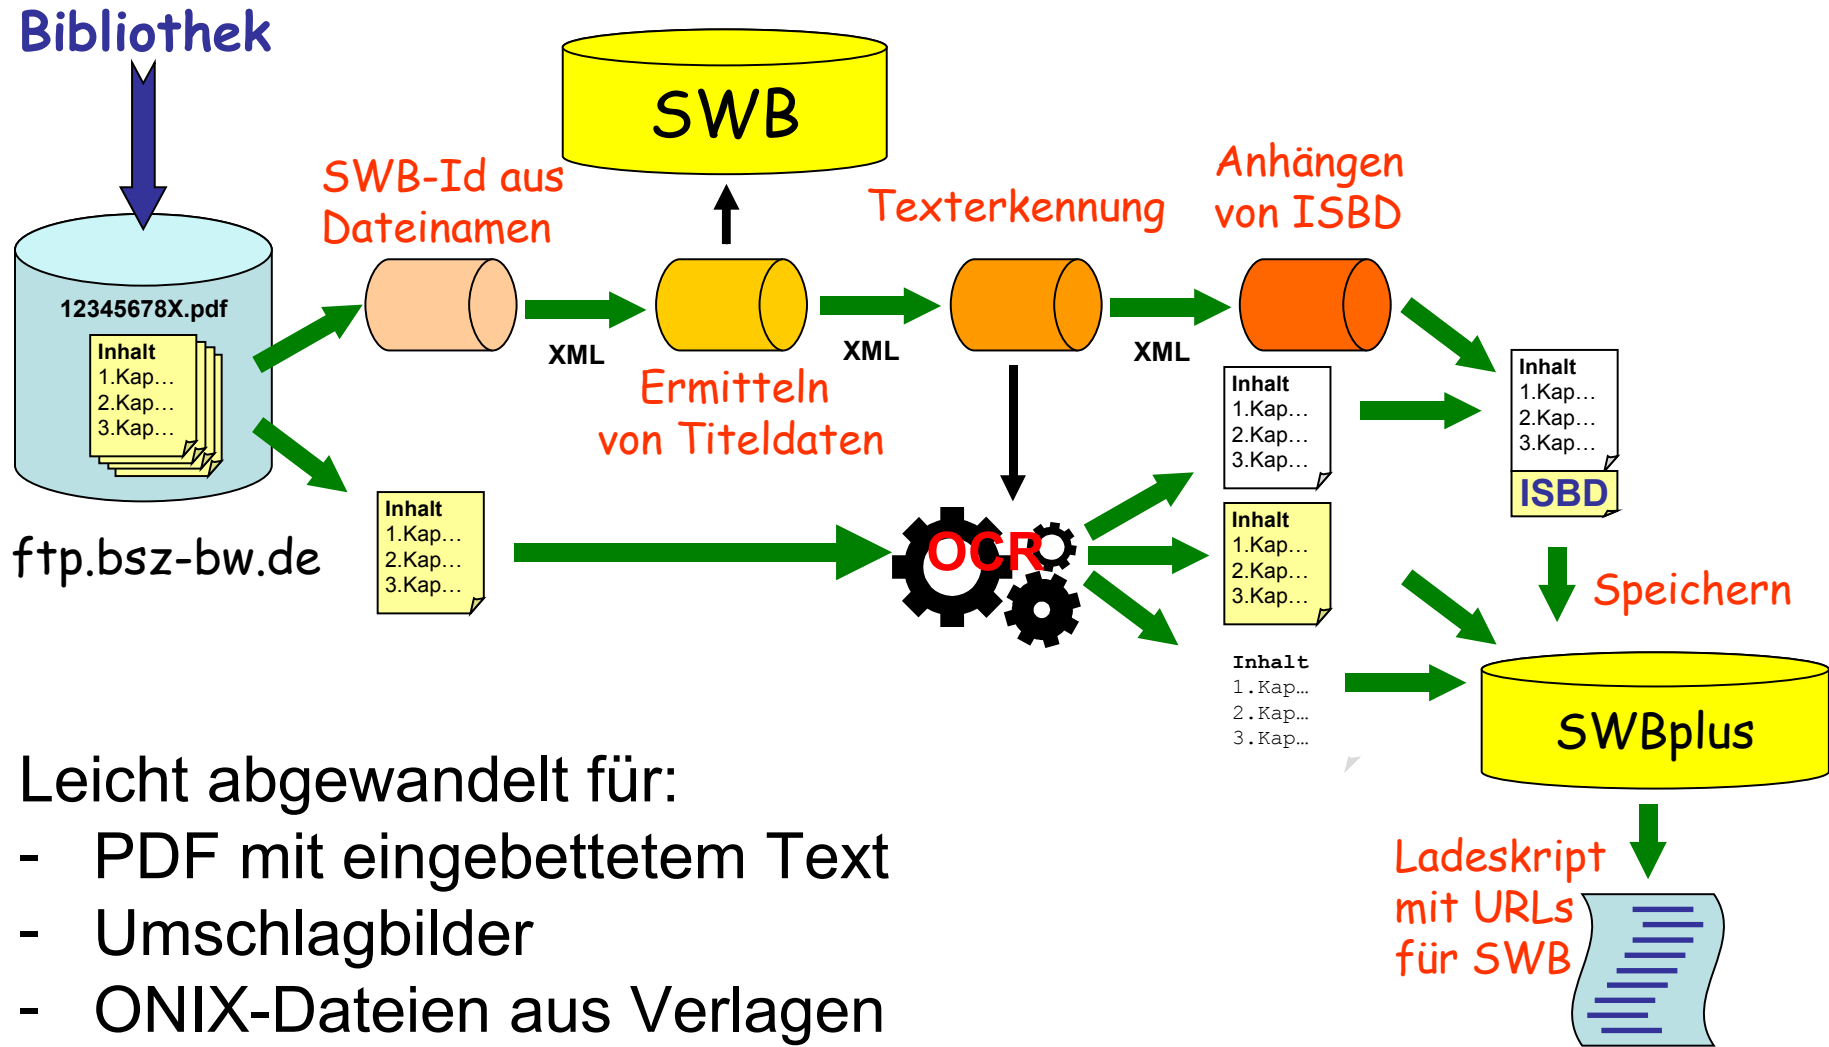 Bibliothek
SWB
SWB-Id aus
Dateinamen
Texterkennung
Anhängen
von ISBD
12345678X.pdf
Inhalt
1.Kap…
2.Kap…
3.Kap…
XML
XML
XML
Ermitteln
von Titeldaten
Inhalt
1.Kap…
2.Kap…
3.Kap…
Inhalt
1.Kap…
2.Kap…
3.Kap…
ISBD
ftp.bsz-bw.de
Inhalt
1.Kap…
2.Kap…
3.Kap…
OCR
Inhalt
1.Kap…
2.Kap…
3.Kap…
Speichern
Inhalt
1.Kap…
2.Kap…
3.Kap…
SWBplus
Leicht abgewandelt für:
- PDF mit eingebettetem Text
- Umschlagbilder
- ONIX-Dateien aus Verlagen
Ladeskript
mit URLs
für SWB